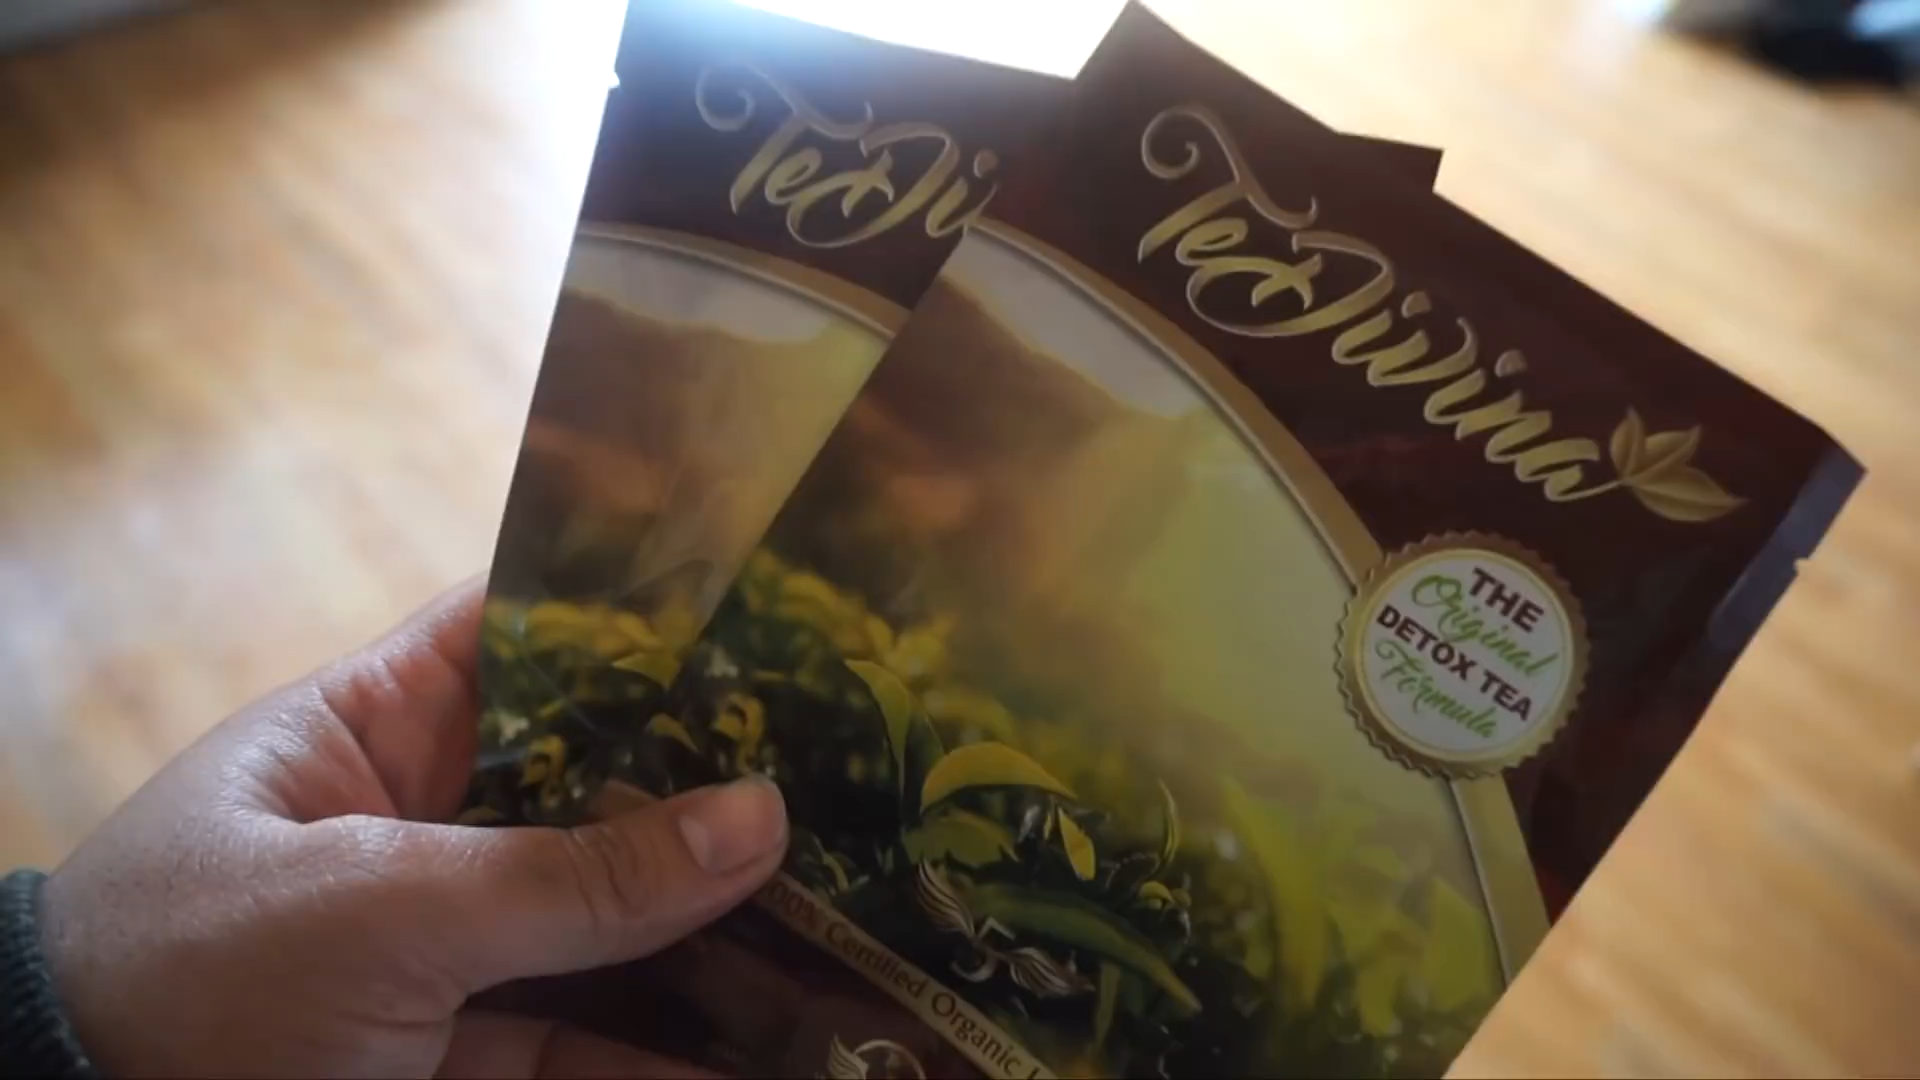 TeDi
TeDivina
THE
Original
DETOX TEA
Formula
100% Certified Organic